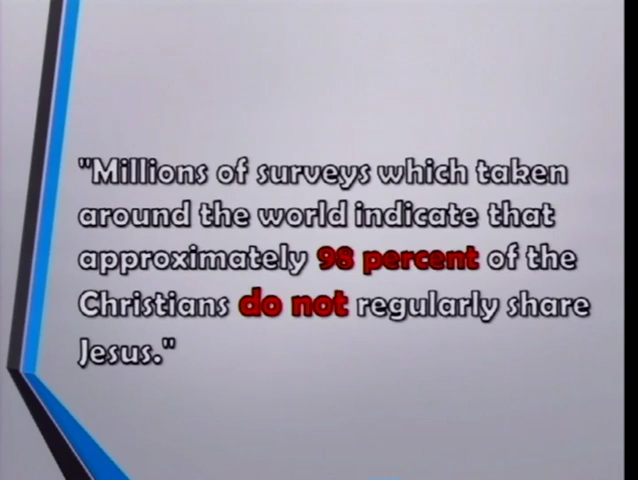 "Millions of surveys which taken
around the world indicate that
approximately 98 percent of the
Christians do not regularly share
Jesus."